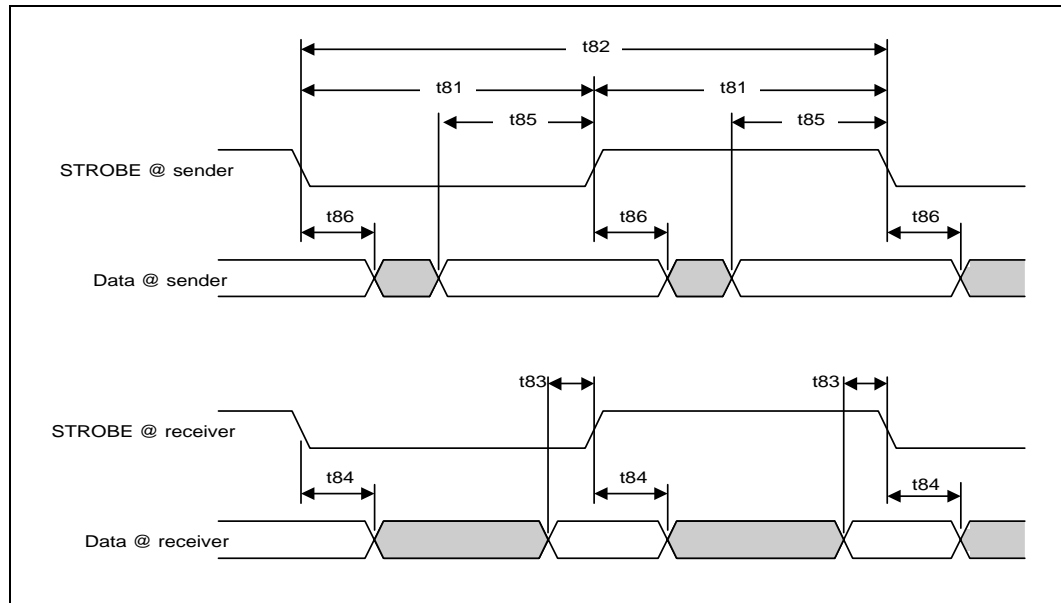 t82
t81 t81
t85 t85
STROBE @ sender
t86 t86 t86
Data @ sender
t83 t83
STROBE @ receiver
t84 t84 t84
Data @ receiver